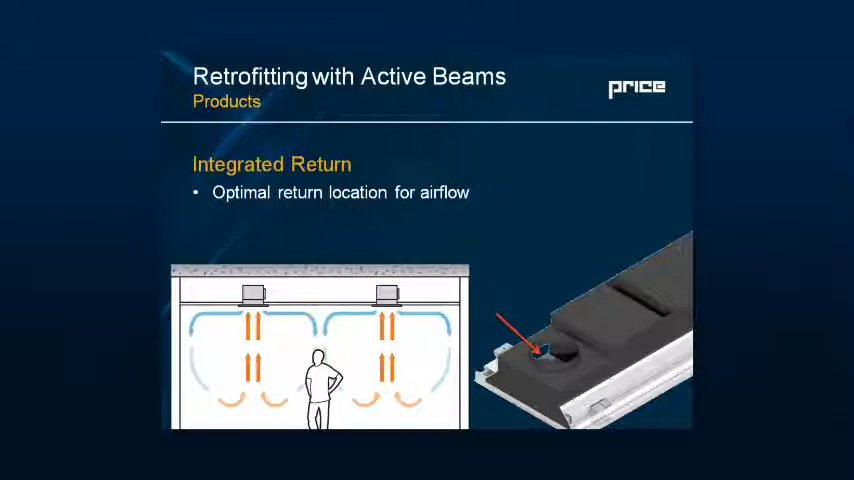 Retrofitting with Active Beams
Products
price
Integrated Return
• Optimal return location for airflow